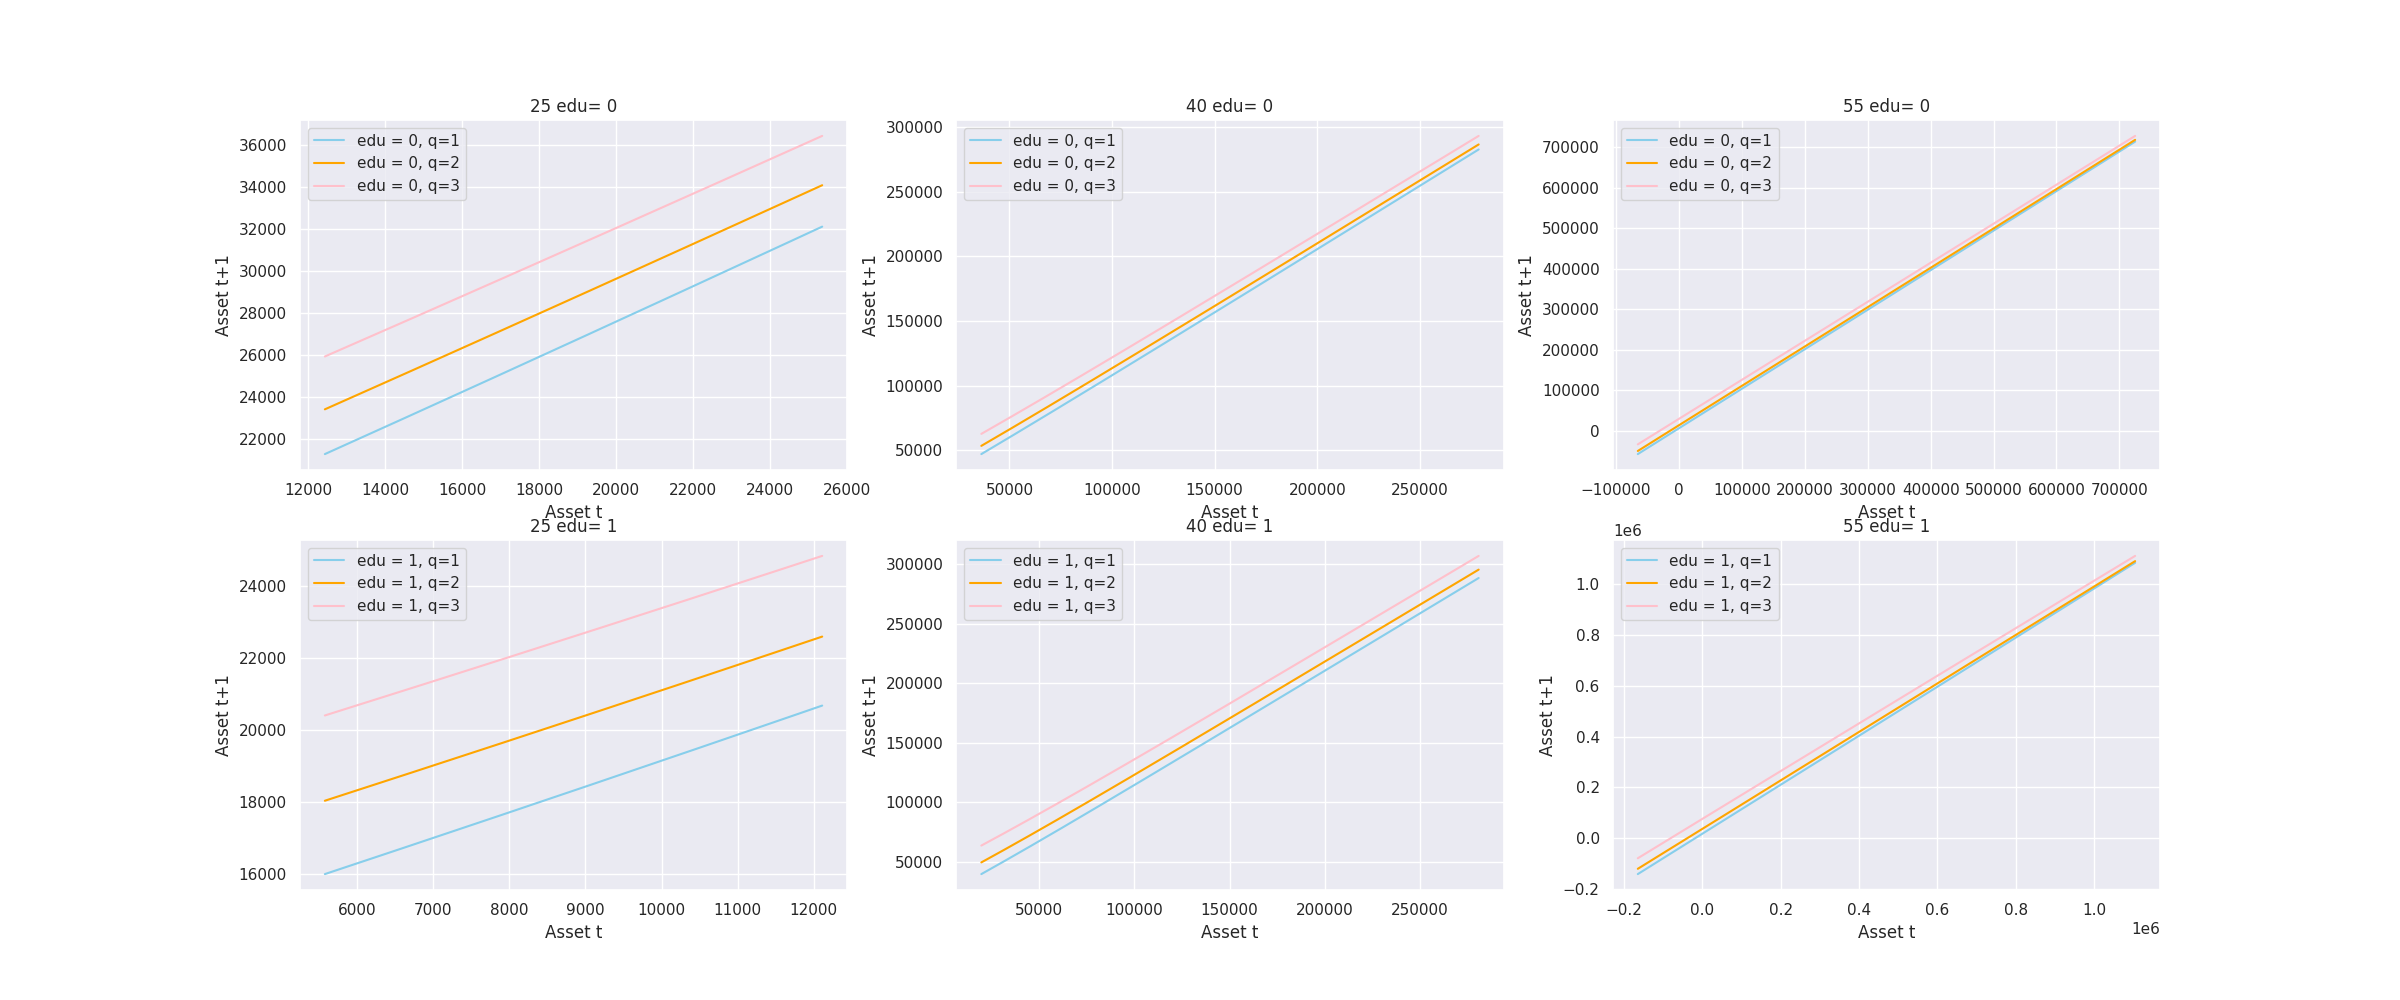 25 edu= 0
edu = 0, q=1
edu = 0, q=2
edu = 0, q=3
Asset t+1
36000
34000
32000
30000
28000
26000
24000
22000
12000 14000 16000 18000 20000 22000 24000 26000
Asset t
40 edu= 0
edu = 0, q=1
edu = 0, q=2
edu = 0, q=3
Asset t+1
300000
250000
200000
150000
100000
50000
50000 100000 150000 200000 250000
Asset t
55 edu= 0
edu = 0, q=1
edu = 0, q=2
edu = 0, q=3
Asset t+1
700000
600000
500000
400000
300000
200000
100000
0
−100000 0 100000 200000 300000 400000 500000 600000 700000
Asset t
25 edu= 1
edu = 1, q=1
edu = 1, q=2
edu = 1, q=3
Asset t+1
24000
22000
20000
18000
16000
6000 7000 8000 9000 10000 11000 12000
Asset t
40 edu= 1
edu = 1, q=1
edu = 1, q=2
edu = 1, q=3
Asset t+1
300000
250000
200000
150000
100000
50000
50000 100000 150000 200000 250000
Asset t
55 edu= 1
1e6
edu = 1, q=1
edu = 1, q=2
edu = 1, q=3
Asset t+1
1.0
0.8
0.6
0.4
0.2
0.0
−0.2
−0.2 0.0 0.2 0.4 0.6 0.8 1.0
Asset t
1e6